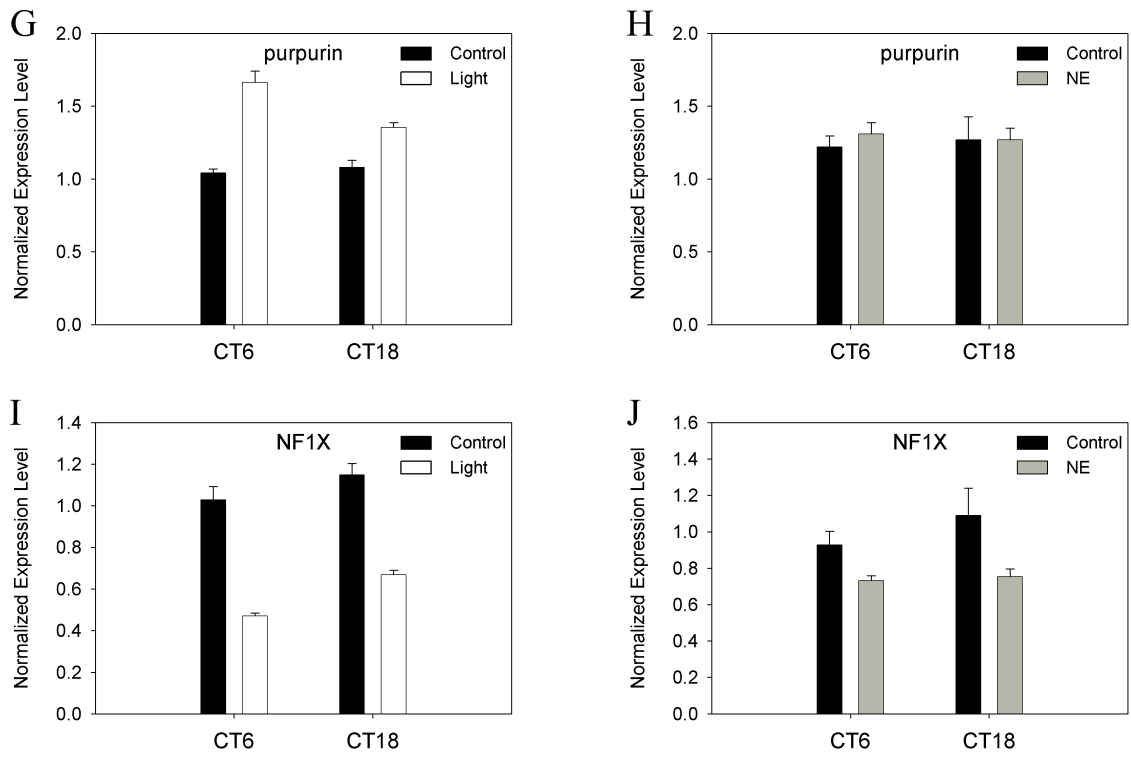 G
purpurin
Control
Light
Normalized Expression Level
2.0
1.5
1.0
0.5
0.0
CT6 CT18
H
purpurin
Control
NE
Normalized Expression Level
2.0
1.5
1.0
0.5
0.0
CT6 CT18
I
NF1X
Control
Light
Normalized Expression Level
1.4
1.2
1.0
0.8
0.6
0.4
0.2
0.0
CT6 CT18
J
NF1X
Control
NE
Normalized Expression Level
1.6
1.4
1.2
1.0
0.8
0.6
0.4
0.2
0.0
CT6 CT18